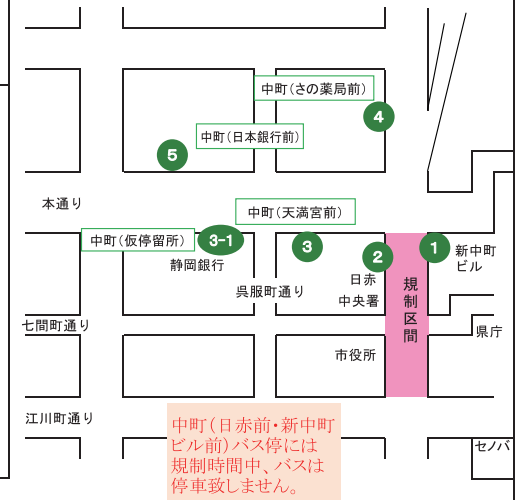 中町（さの薬局前）
4
中町（日本銀行前）
5
本通り
中町（天満宮前）
中町（仮停留所）
3-1
3
2
1
静岡銀行
新中町
ビル
日赤
呉服町通り
中央署
規制区間
七間町通り
県庁
市役所
江川町通り
中町（日赤前・新中町
ビル前）バス停には
規制時間中、バスは
停車致しません。
セノバ